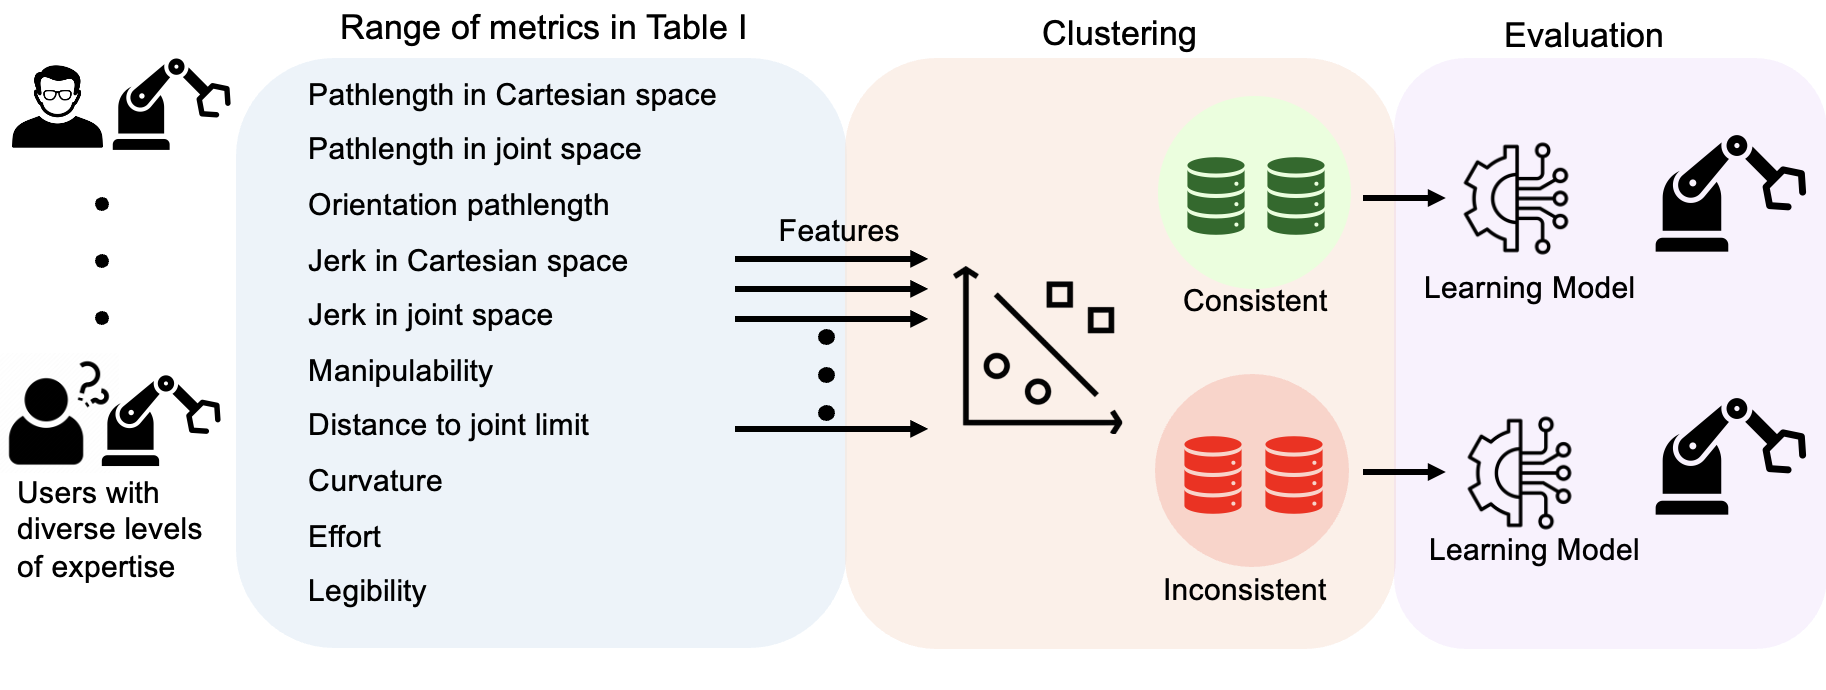 Range of metrics in Table I
Clustering
Evaluation
Pathlength in Cartesian space
Pathlength in joint space
Orientation pathlength
Jerk in Cartesian space
Jerk in joint space
Manipulability
Distance to joint limit
Curvature
Effort
Legibility
Features
Consistent
Inconsistent
Learning Model
Learning Model
Users with
diverse levels
of expertise